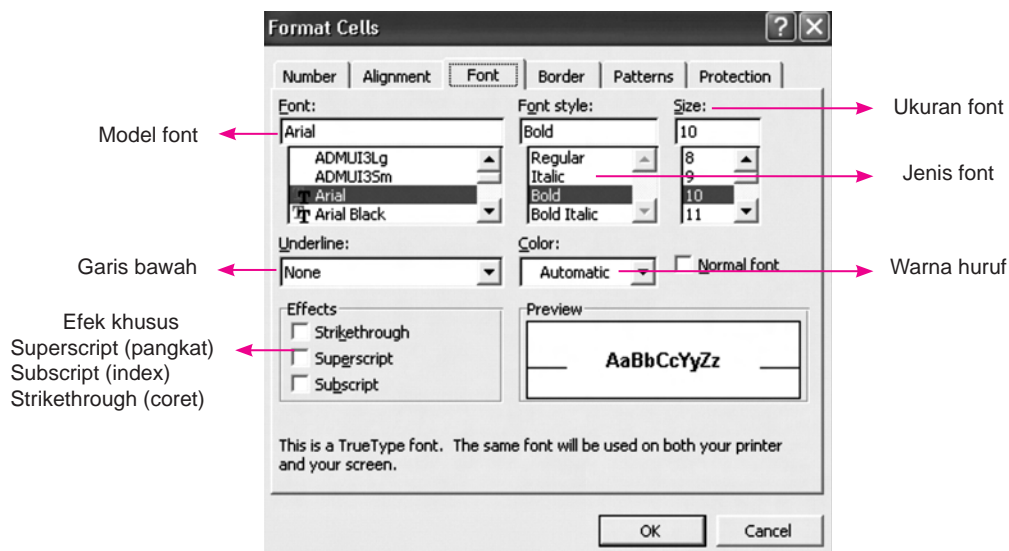 Format Cells
Number Alignment Font Border Patterns Protection
Font: Font style: Size: Ukuran font
Model font Arial Bold 10
ADMUI3Lg Regular 8
ADMUI3Sm Italic 9 Jenis font
Arial Bold 10
Arial Black Bold Italic 11
Underline: Color:
Garis bawah None Automatic Normal font Warna huruf
Effects Preview
Efek khusus
Superscript (pangkat)
Subscript (index)
Strikethrough (coret)
Strikethrough
Superscript
Subscript
AaBbCcYyZz
This is a TrueType font. The same font will be used on both your printer
and your screen.
OK Cancel